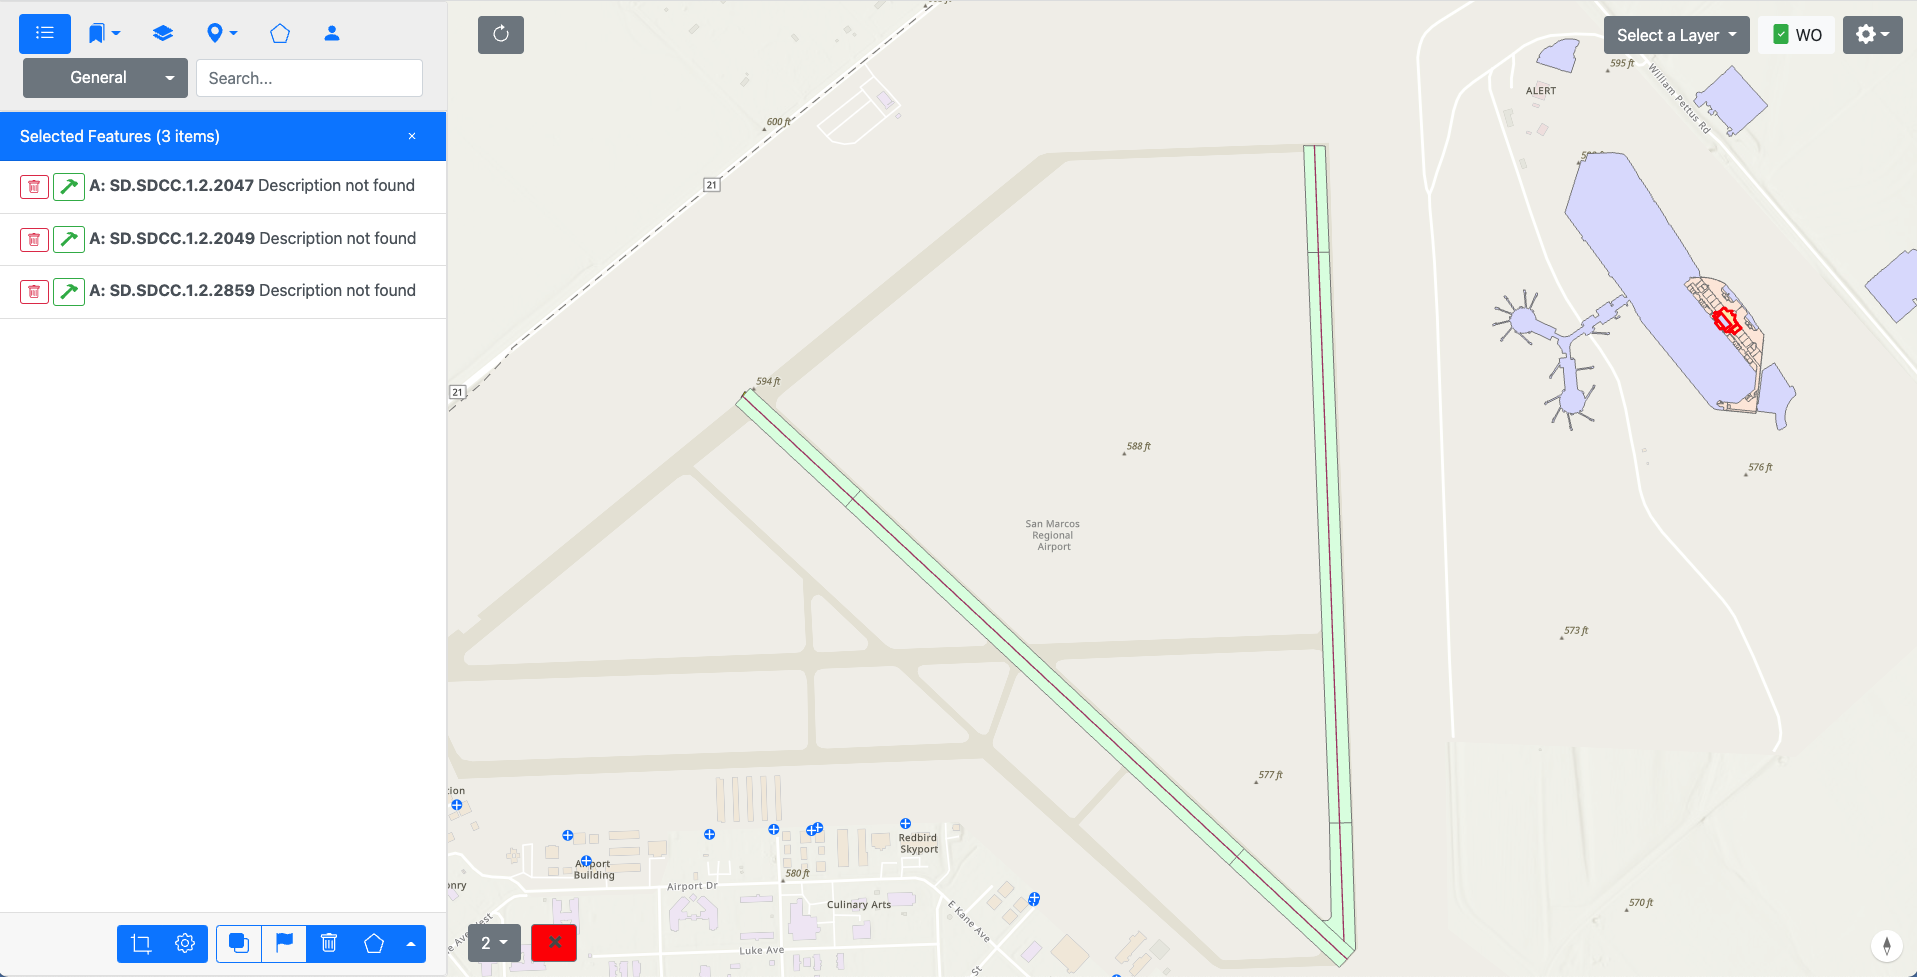 General
Search...
Selected Features (3 items)
×
A: SD.SDCC.1.2.2047 Description not found
A: SD.SDCC.1.2.2049 Description not found
A: SD.SDCC.1.2.2859 Description not found
Select a Layer
WO
595 ft
ALERT
William Pettus Rd
600 ft
21
594 ft
21
588 ft
576 ft
San Marcos
Regional
Airport
573 ft
577 ft
Redbird
Skyport
Airport
Building
580 ft
Airport Dr
Culinary Arts
E Kane Ave
570 ft
Luke Ave
St
2